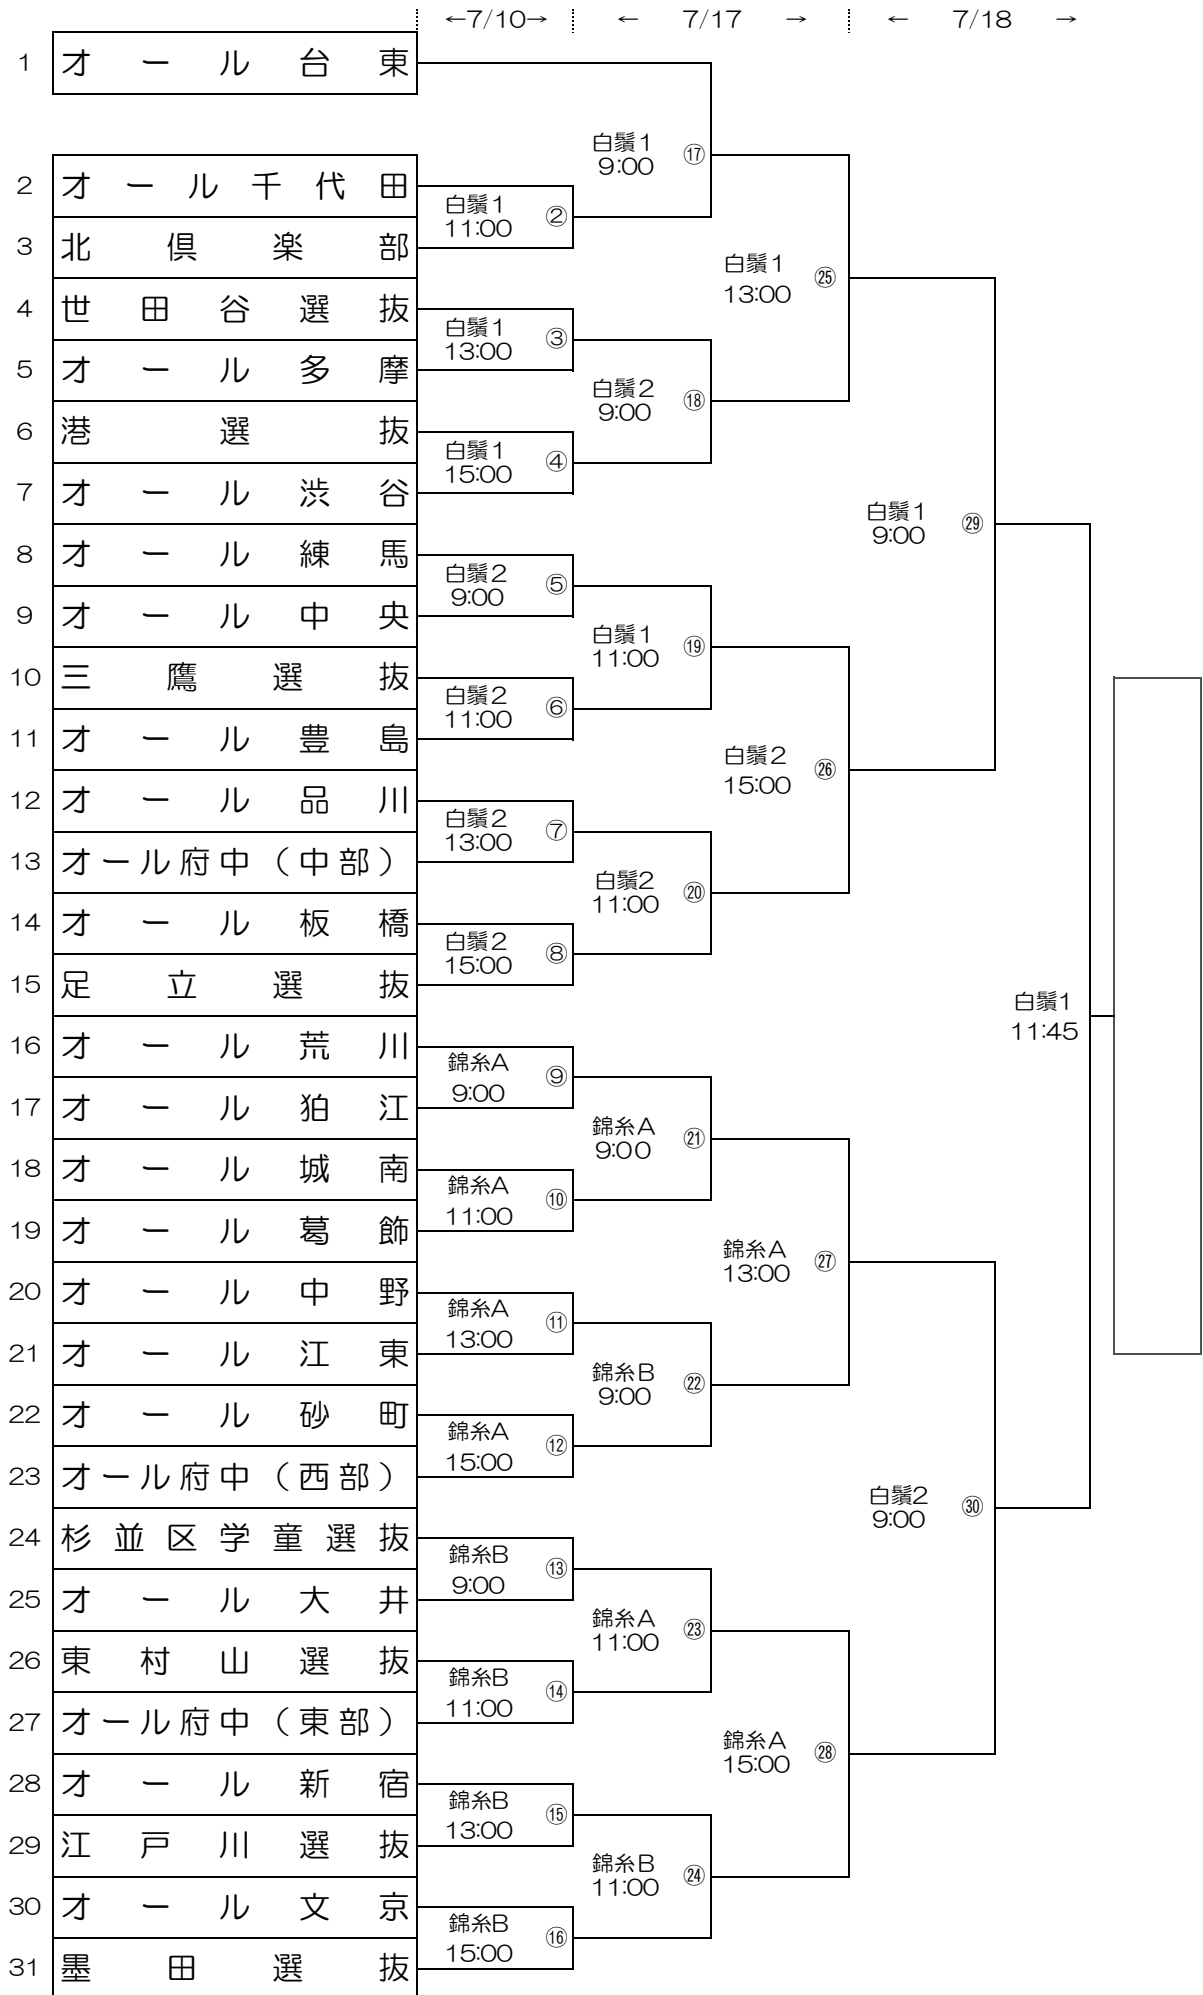 ←7/10→ ← 7/17 → ← 7/18 →
1 オール台東
白鬚1
9:00 ⑰
2 オール千代田
白鬚1
11:00 ②
3 北倶楽部
白鬚1
13:00 ㉕
4 世田谷選抜
白鬚1
13:00 ③
5 オール多摩
白鬚2
9:00 ⑱
6 港選抜
白鬚1
15:00 ④
7 オール渋谷
白鬚1
9:00 ㉙
8 オール練馬
白鬚2
9:00 ⑤
9 オール中央
白鬚1
11:00 ⑲
10 三鷹選抜
白鬚2
11:00 ⑥
11 オール豊島
白鬚2
15:00 ㉖
12 オール品川
白鬚2
13:00 ⑦
13 オール府中（中部）
白鬚2
11:00 ⑳
14 オール板橋
白鬚2
15:00 ⑧
15 足立選抜
白鬚1
11:45
16 オール荒川
錦糸A
9:00 ⑨
17 オール狛江
錦糸A
9:00 ㉑
18 オール城南
錦糸A
11:00 ⑩
19 オール葛飾
錦糸A
13:00 ㉗
20 オール中野
錦糸A
13:00 ⑪
21 オール江東
錦糸B
9:00 ㉒
22 オール砂町
錦糸A
15:00 ⑫
23 オール府中（西部）
白鬚2
9:00 ㉚
24 杉並区学童選抜
錦糸B
9:00 ⑬
25 オール大井
錦糸A
11:00 ㉓
26 東村山選抜
錦糸B
11:00 ⑭
27 オール府中（東部）
錦糸A
15:00 ㉘
28 オール新宿
錦糸B
13:00 ⑮
29 江戸川選抜
錦糸B
11:00 ㉔
30 オール文京
錦糸B
15:00 ⑯
31 墨田選抜